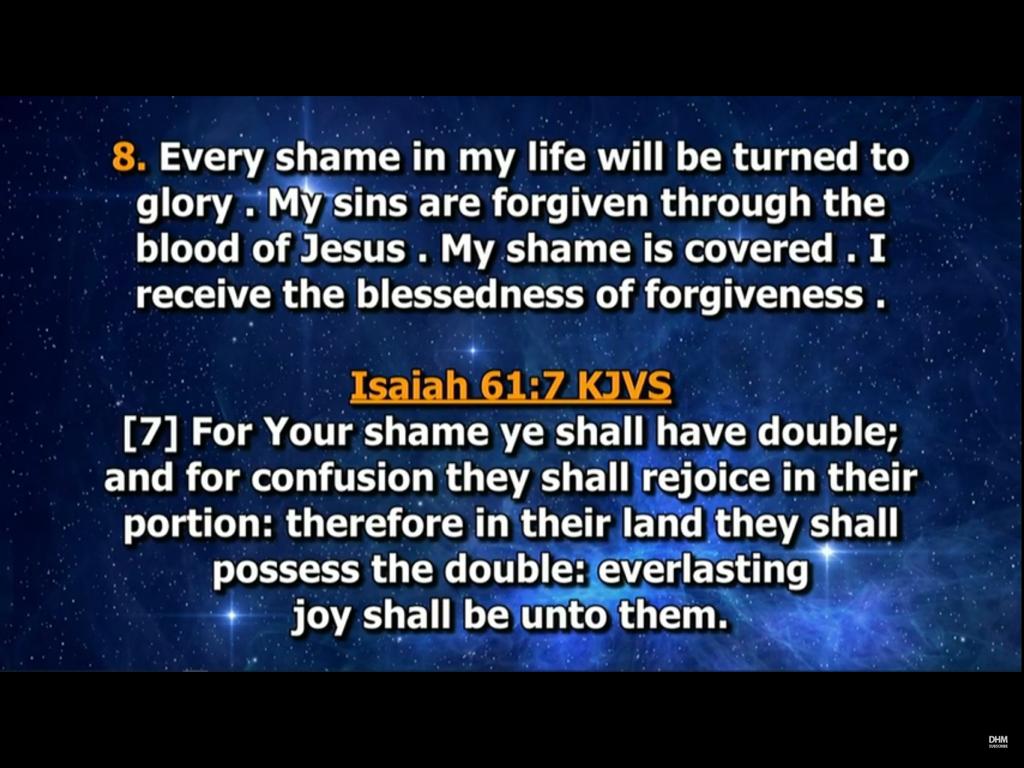 8. Every shame in my life will be turned to
glory . My sins are forgiven through the
blood of Jesus . My shame is covered . I
receive the blessedness of forgiveness .
Isaiah 61:7 KJVS
[7] For Your shame ye shall have double;
and for confusion they shall rejoice in their
portion: therefore in their land they shall
possess the double: everlasting
joy shall be unto them.
DHM
SUBSCRIBE